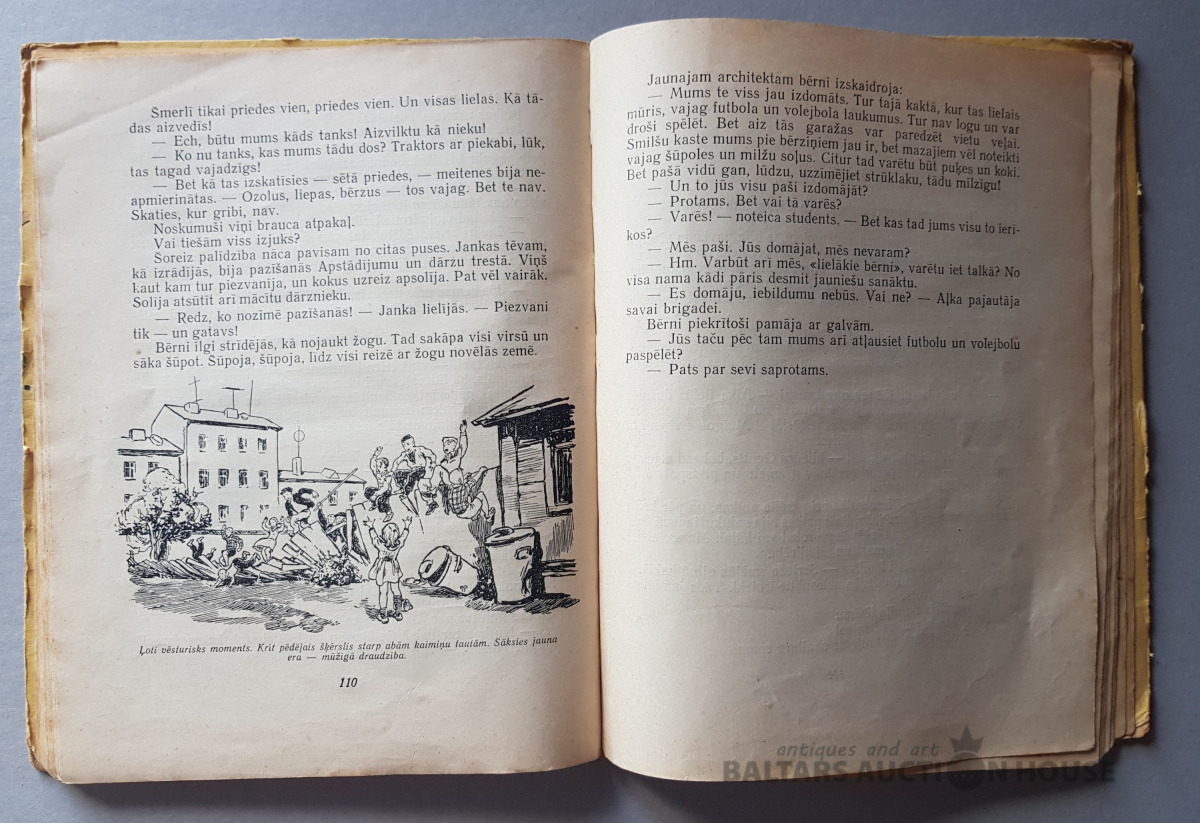 Šmerlī tikai priedes vien, priedes vien. Un visas lielas. Kā tā-
das aizvedīs!
— Ech, būtu mums kāds tanks! Aizvilktu kā nieku!
— Ko nu tanks, kas mums tādu dos? Traktors ar piekabi, lūk,
tas tagad vajadzīgs!
— Bet kā tas izskatīsies — sētā priedes, — meitenes bija ne-
apmierinātas. — Ozolus, liepas, bērzus — tos vajag. Bet te nav.
Skaties, kur gribi, nav.
Noskumuši viņi brauca atpakaļ.
Vai tiešām viss izjuks?
Šoreiz palīdzība nāca pavisam no citas puses. Jankas tēvam,
kā izrādījās, bija pazīšanās Apstādījumu un dārzu trestā. Viņš
kaut kam tur piezvanīja, un kokus uzreiz apsolīja. Pat vēl vairāk.
Solīja atsūtīt arī mācītu dārznieku.
— Redz, ko nozīmē pazīšanās! — Janka lielījās. — Piezvani
tik — un gatavs!
Bērni ilgi strīdējās, kā nojaukt žogu. Tad sakāpa visi virsū un
sāka šūpot. Šūpoja, šūpoja, līdz visi reizē ar žogu novēlās zemē.
Ļoti vēsturisks moments. Krīt pēdējais šķērslis starp abām kaimiņu tautām. Sāksies jauna
era — mūžīgā draudzība.
110
Jaunajam architektam bērni izskaidroja:
— Mums te viss jau izdomāts. Tur tajā kaktā, kur tas lielais
mūris, vajag futbola un volejbola laukumus. Tur nav logu un var
droši spēlēt. Bet aiz tās garažas var paredzēt vietu veļai.
Smilšu kaste mums pie bērziņiem jau ir, bet mazajiem vēl noteikti
vajag šūpoles un milžu soļus. Citur tad varētu būt puķes un koki.
Bet pašā vidū gan, lūdzu, uzzīmējiet strūklaku, tādu milzīgu!
— Un to jūs visu paši izdomājāt?
— Protams. Bet vai tā varēs?
— Varēs! — noteica students. — Bet kas tad jums visu to ierī-
kos?
— Mēs paši. Jūs domājat, mēs nevaram?
— Hm. Varbūt arī mēs, «lielākie bērni», varētu iet talkā? No
visa nama kādi pāris desmit jauniešu sanāktu.
— Es domāju, iebildumu nebūs. Vai ne? — Aļka pajautāja
savai brigadei.
Bērni piekrītoši pamāja ar galvām.
— Jūs taču pēc tam mums arī atļausiet futbolu un volejbolu
paspēlēt?
— Pats par sevi saprotams.
antiques and art
BALTARS AUCTION HOUSE